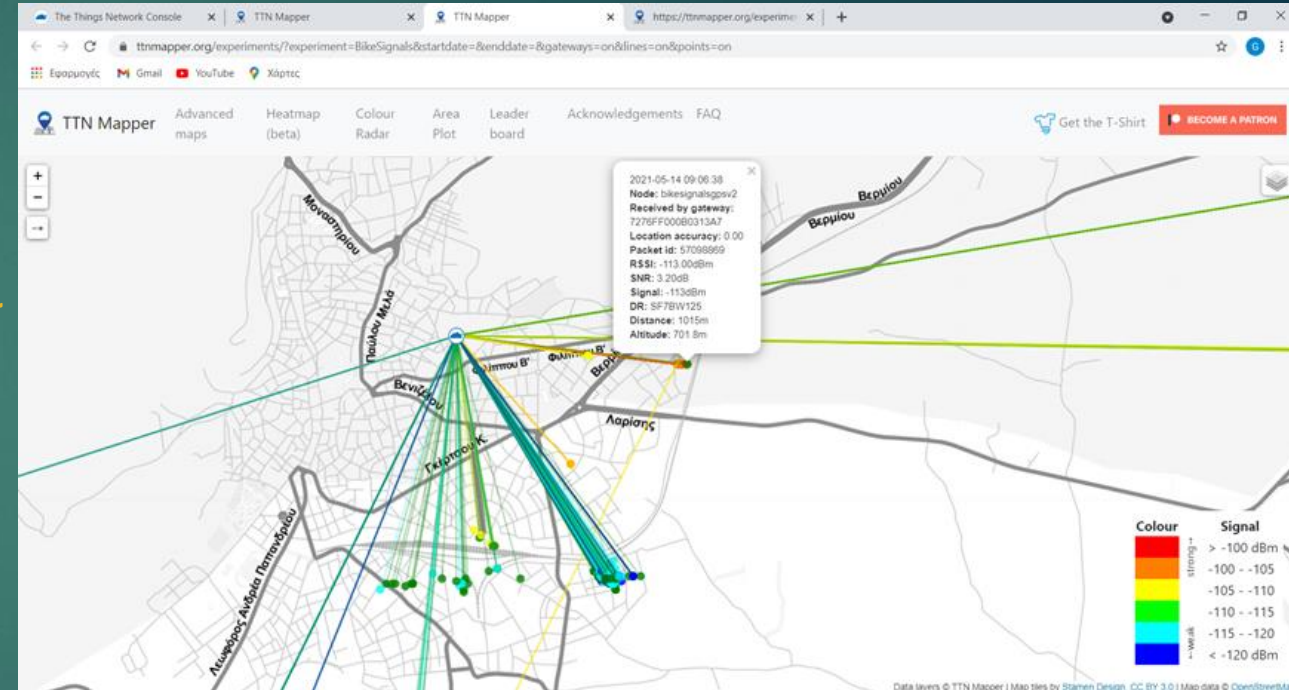 The Things Network Console
TTN Mapper
TTN Mapper
https://ttnmapper.org/experimen
ttnmapper.org/experiments/?experiment=BikeSignals&startdate=&enddate=&gateways=on&lines=on&points=on
G
Εφαρμογές
Gmail
YouTube
Χάρτες
TTN Mapper
Advanced maps
Heatmap (beta)
Colour Radar
Area Plot
Leader board
Acknowledgements
FAQ
Get the T-Shirt
BECOME A PATRON
+
−
2021-05-14 09:06:38
Node: bikesignalsgpsv2
Received by gateway:
7276FF000B0313A7
Location accuracy: 0.00
Packet id: 57098869
RSSI: -113.00dBm
SNR: 3.20dB
Signal: -113dBm
DR: SF7BW125
Distance: 1015m
Altitude: 701.8m
Μοναστηρίου
Βερμίου
Βερμίου
Παύλου Μελά
Φιλίππου Β'
Βενιζέλου
Λαρίσης
Γκέρτσου Κ.
Λεωφόρος Ανδρέα Παπανδρέου
Colour Signal
strong→
> -100 dBm
-100 - -105
-105 - -110
-110 - -115
-115 - -120
< -120 dBm
←weak
Data layers © TTN Mapper | Map tiles by Stamen Design, CC BY 3.0 | Map data © OpenStreetMa